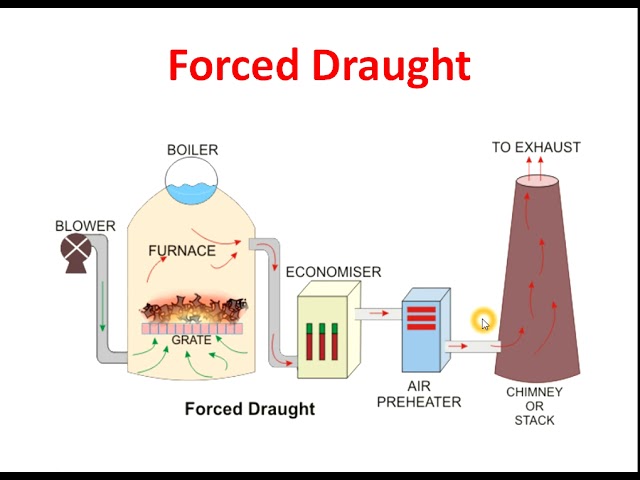 Forced Draught
BOILER
TO EXHAUST
BLOWER
FURNACE
ECONOMISER
GRATE
AIR
PREHEATER
CHIMNEY
OR
STACK
Forced Draught